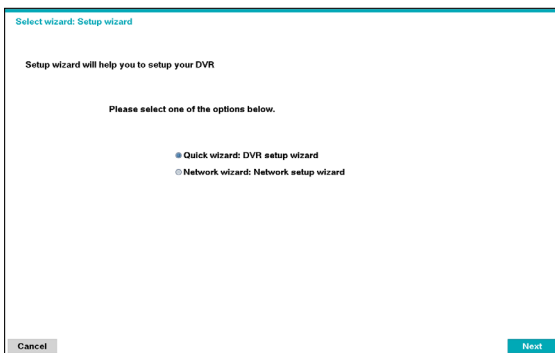 Select wizard: Setup wizard
Setup wizard will help you to setup your DVR
Please select one of the options below.
Quick wizard: DVR setup wizard
Network wizard: Network setup wizard
Cancel
Next